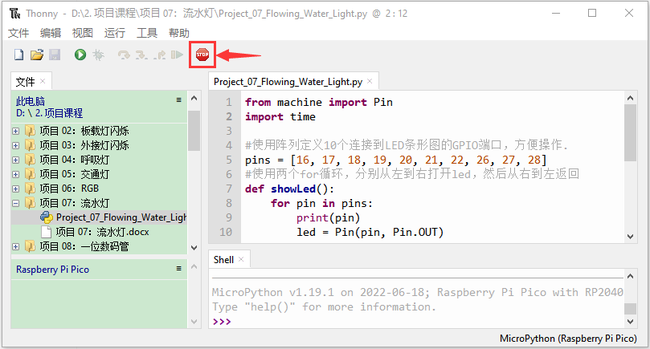 Thonny - D:\2. 项目课程\项目 07：流水灯\Project_07_Flowing_Water_Light.py @ 2 : 12
文件 编辑 视图 运行 工具 帮助
STOP
文件
此电脑
D: \ 2. 项目课程
项目 02：板载灯闪烁
项目 03：外接灯闪烁
项目 04：呼吸灯
项目 05：交通灯
项目 06：RGB
项目 07：流水灯
Project_07_Flowing_Water_Ligh
项目 07：流水灯.docx
项目 08：一位数码管
Raspberry Pi Pico
Project_07_Flowing_Water_Light.py
1 from machine import Pin
2 import time
3
4 #使用阵列定义10个连接到LED条形图的GPIO端口，方便操作.
5 pins = [16, 17, 18, 19, 20, 21, 22, 26, 27, 28]
6 #使用两个for循环，分别从左到右打开led，然后从右到左返回
7 def showLed():
8 for pin in pins:
9 print(pin)
10 led = Pin(pin, Pin.OUT)
Shell
MicroPython v1.19.1 on 2022-06-18; Raspberry Pi Pico with RP2040
Type "help()" for more information.
>>>
MicroPython (Raspberry Pi Pico)